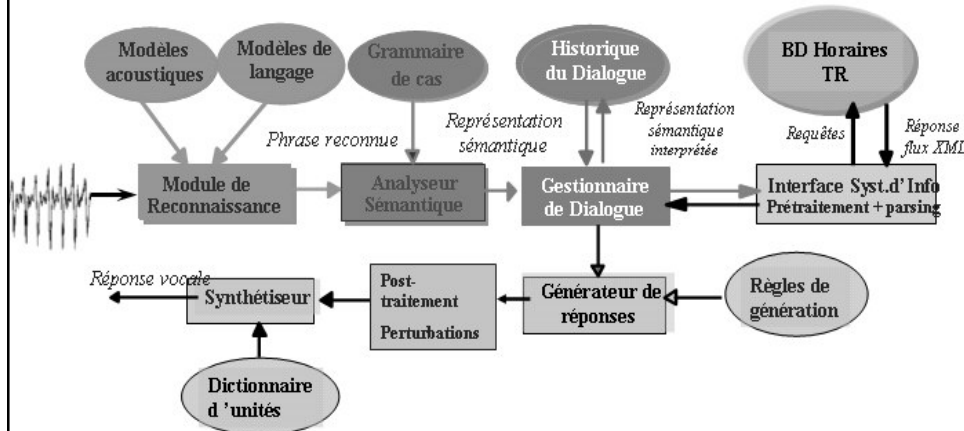 Modèles
acoustiques
Modèles de
langage
Grammaire
de cas
Historique
du Dialogue
BD Horaires
TR
Phrase reconnue
Représentation
sémantique
Représentation
sémantique
interprétée
Requêtes
Réponse
flux XML
Module de
Reconnaissance
Analyseur
Sémantique
Gestionnaire
de Dialogue
Interface Syst.d'Info
Prétraitement + parsing
Réponse vocale
Synthétiseur
Post-
traitement
Perturbations
Générateur de
réponses
Règles de
génération
Dictionnaire
d 'unités